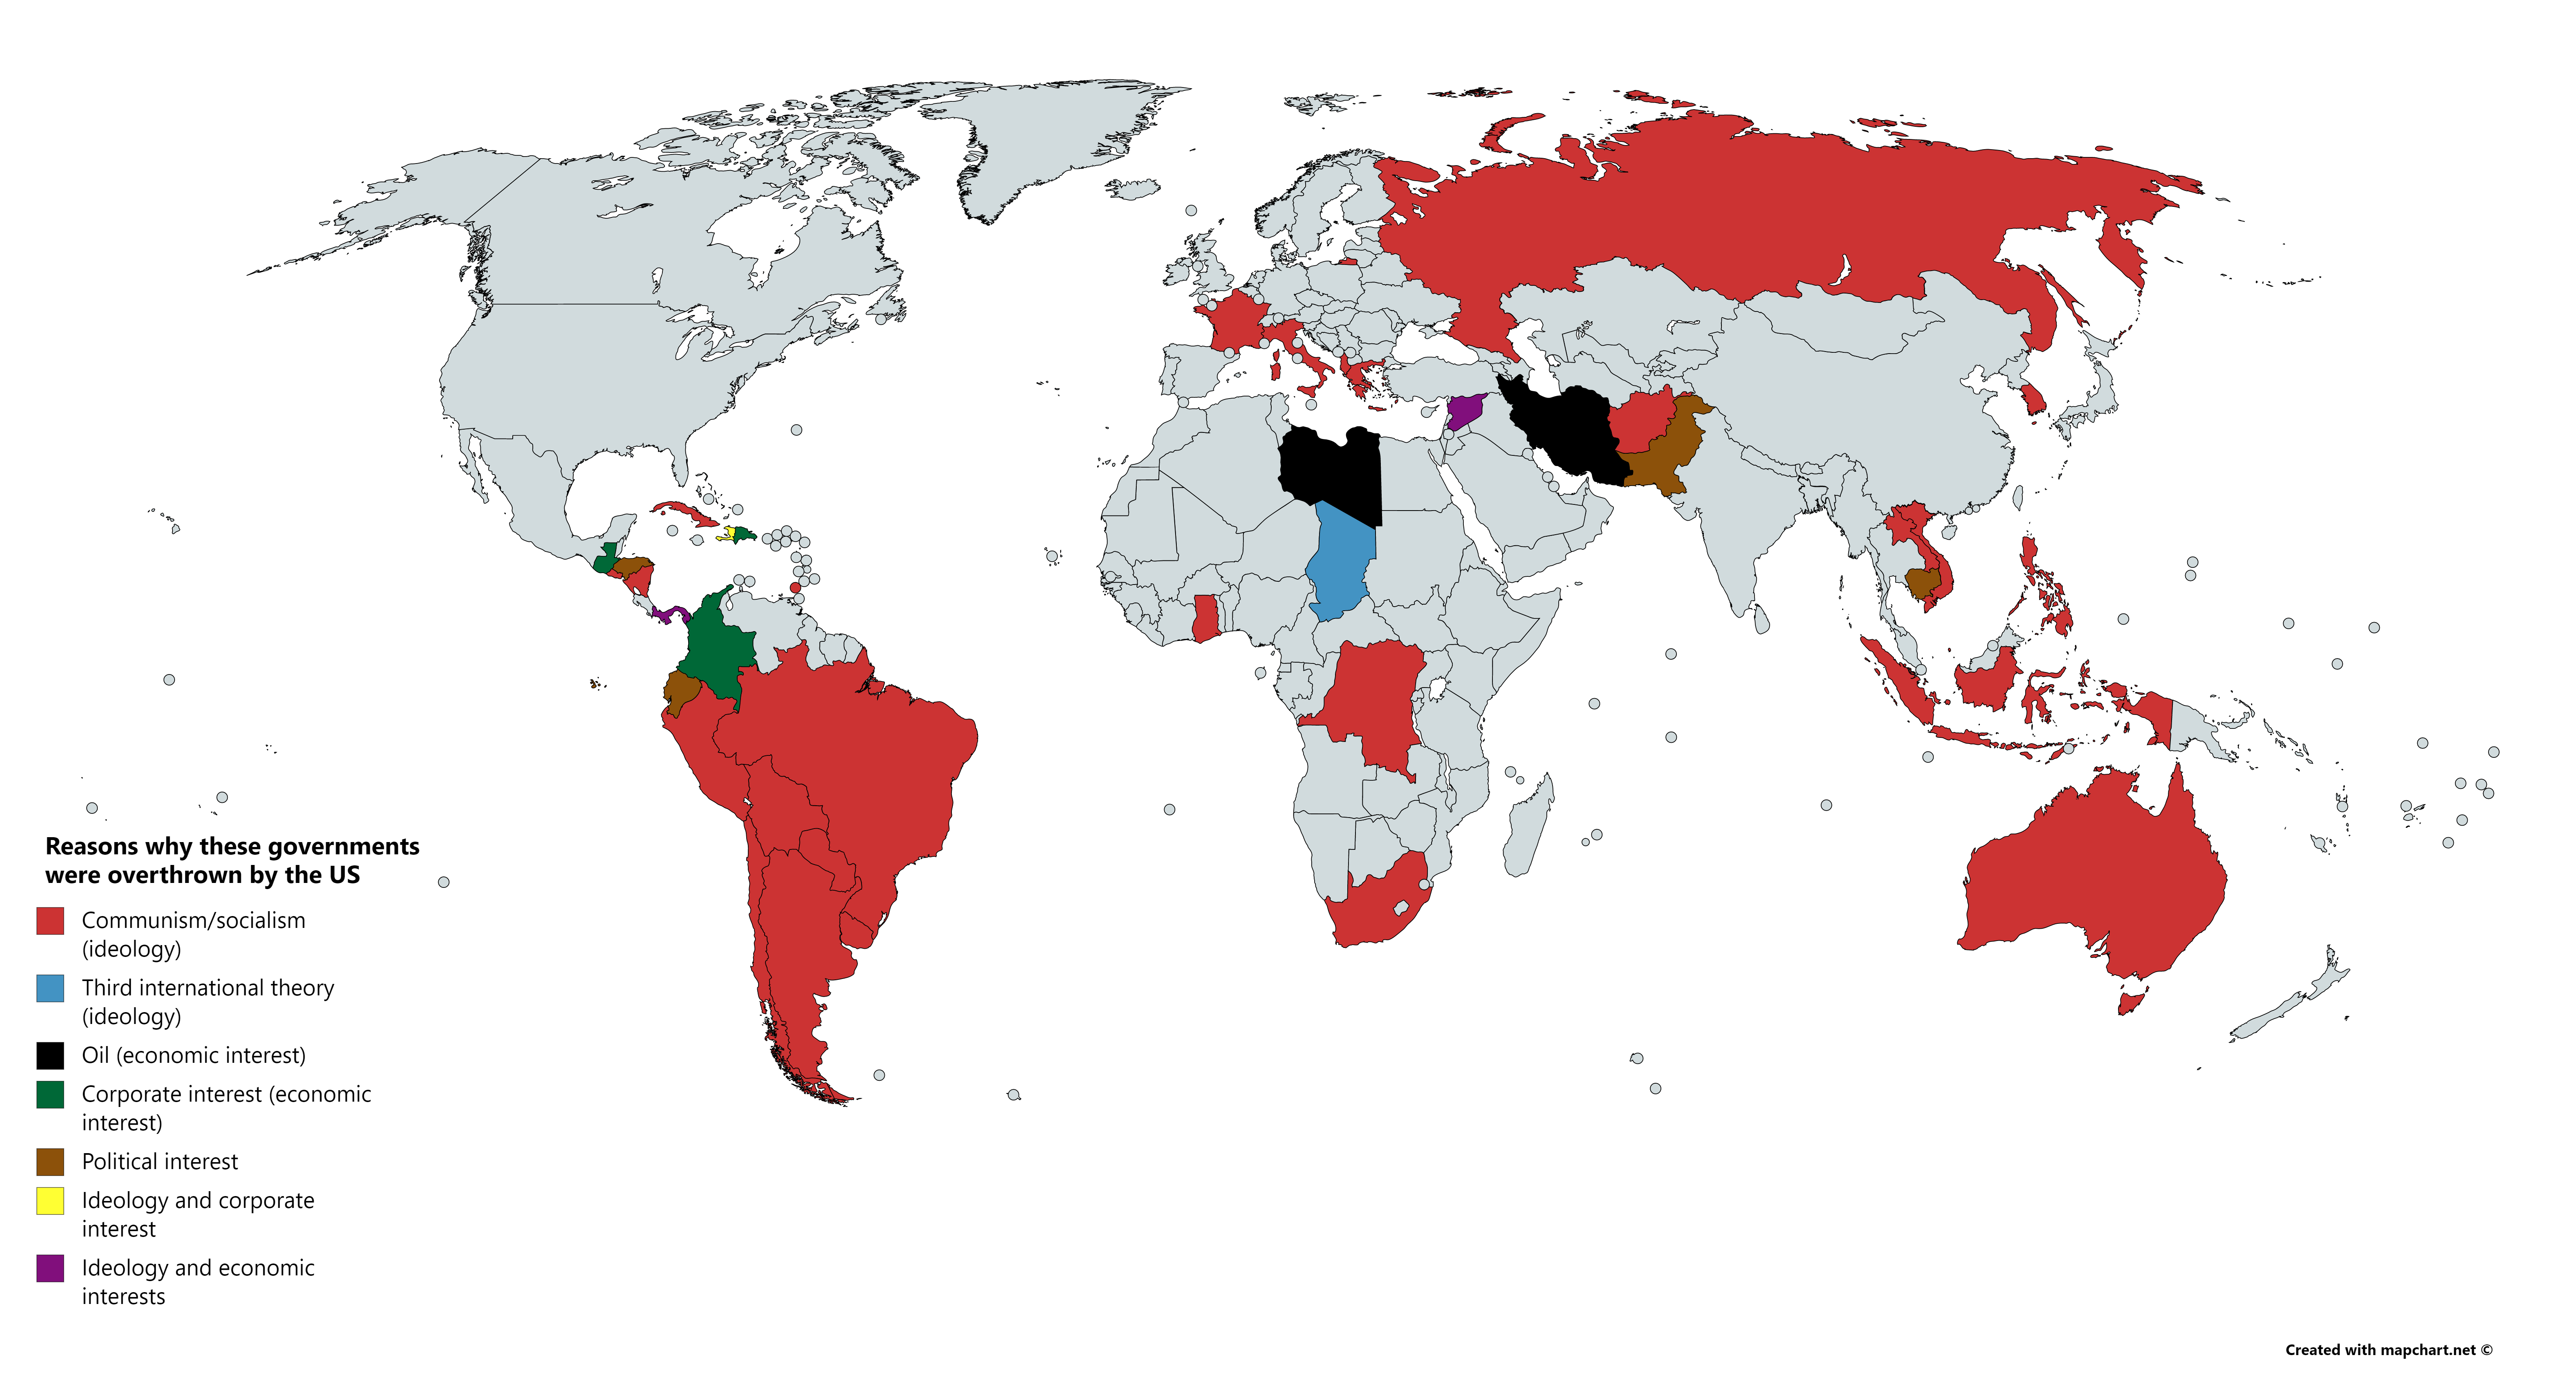 Reasons why these governments
were overthrown by the US
Communism/socialism
(ideology)
Third international theory
(ideology)
Oil (economic interest)
Corporate interest (economic
interest)
Political interest
Ideology and corporate
interest
Ideology and economic
interests
Created with mapchart.net ©